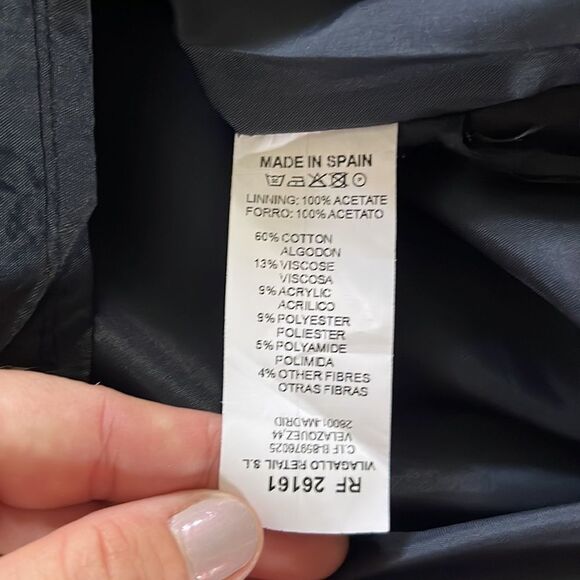 MADE IN SPAIN
LINNING: 100% ACETATE
FORRO: 100% ACETATO
60% COTTON
ALGODON
13% VISCOSE
VISCOSA
9% ACRYLIC
ACRILICO
9% POLYESTER
POLIESTER
5% POLYAMIDE
POLIMIDA
4% OTHER FIBRES
OTRAS FIBRAS
RF 26161
VILAGALLO RETAIL S.L
C.I.F B-85976025
VELAZQUEZ,44
28001-MADRID